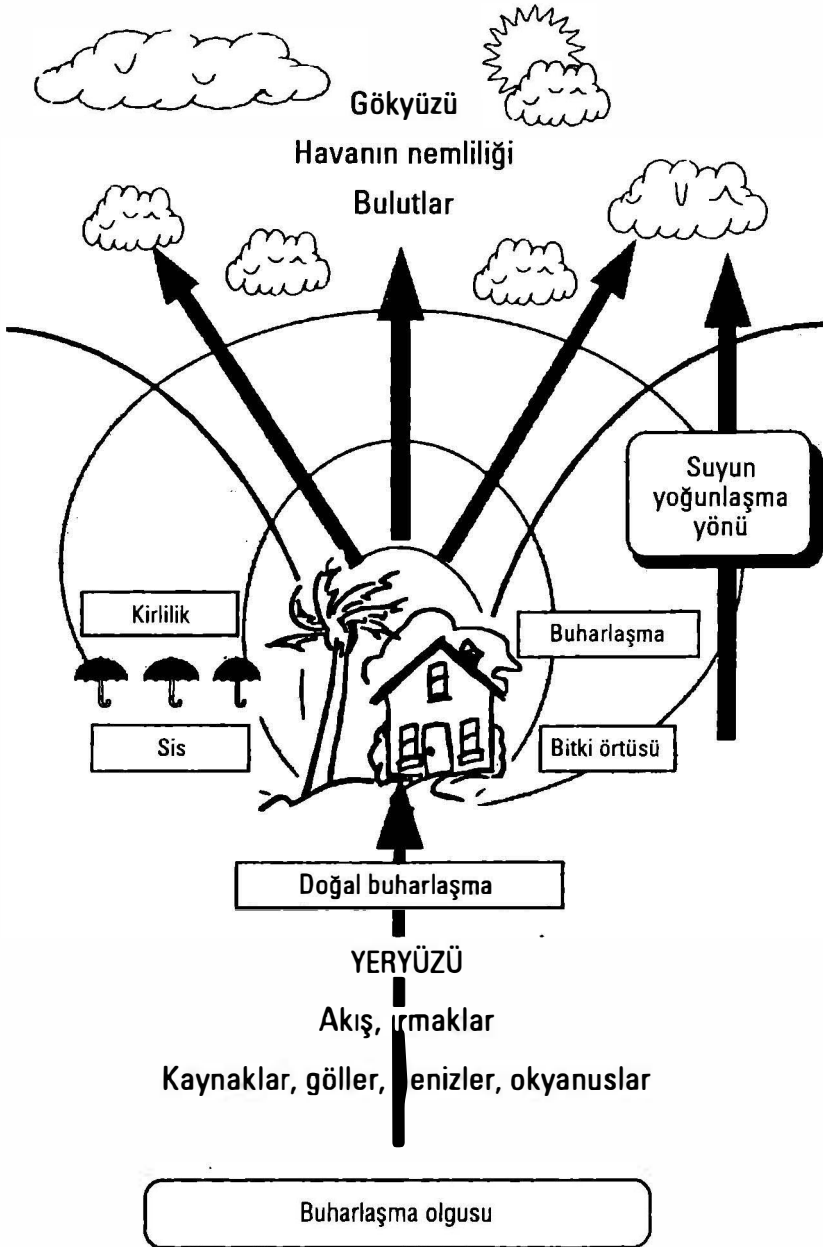 Gökyüzü
Havanın nemliliği
Bulutlar
Suyun
yoğunlaşma
yönü
Kirlilik
Buharlaşma
Sis
Bitki örtüsü
Doğal buharlaşma
YERYÜZÜ
Akış, ırmaklar
Kaynaklar, göller, denizler, okyanuslar
Buharlaşma olgusu